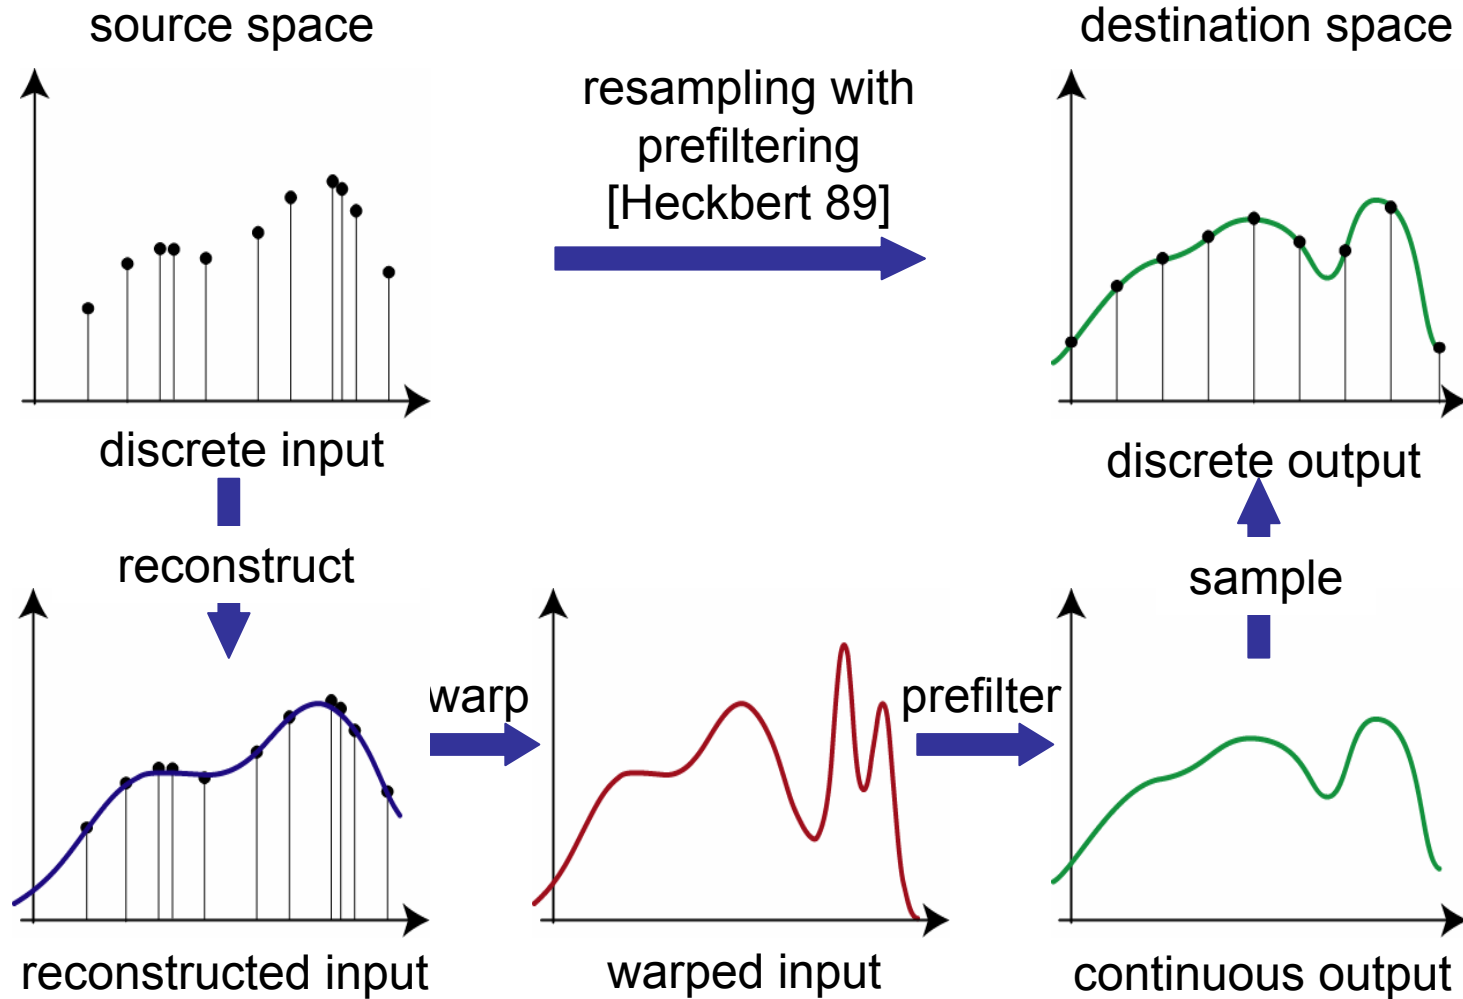 source space
destination space
resampling with
prefiltering
[Heckbert 89]
discrete input
discrete output
reconstruct
sample
warp
prefilter
reconstructed input
warped input
continuous output